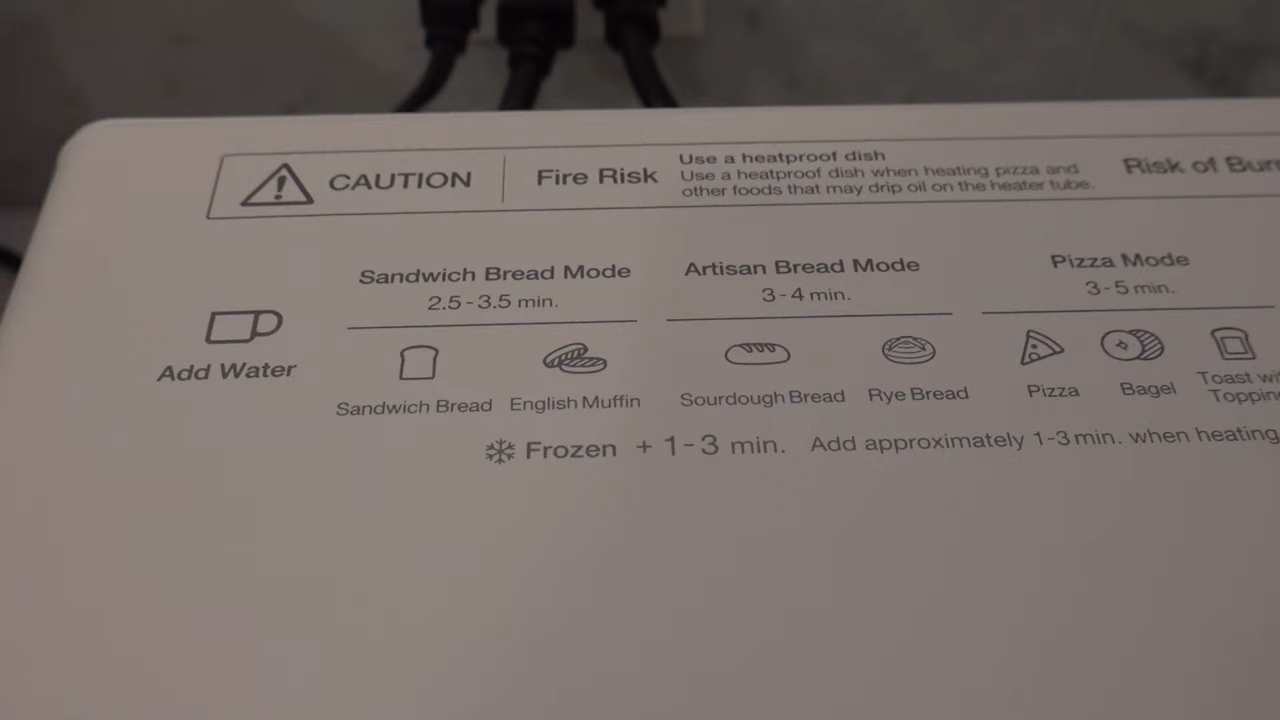 CAUTION
Fire Risk
Use a heatproof dish
Use a heatproof dish when heating pizza and
other foods that may drip oil on the heater tube.
Risk of
Add Water
Sandwich Bread Mode
2.5-3.5 min.
Sandwich Bread
English Muffin
Artisan Bread Mode
3-4 min.
Sourdough Bread
Rye Bread
Pizza Mode
3-5 min.
Pizza
Bagel
Toast
Frozen + 1-3 min. Add approximately 1-3 min. when heating